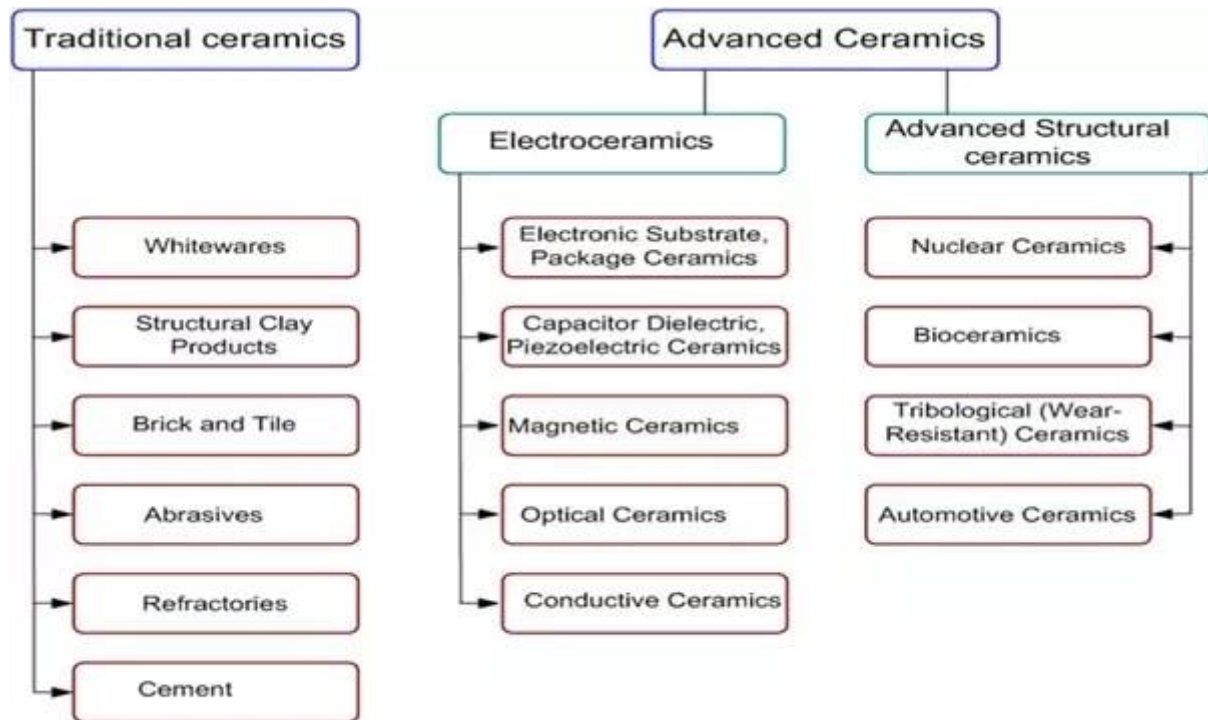 Traditional ceramics
Whitewares
Structural Clay
Products
Brick and Tile
Abrasives
Refractories
Cement
Advanced Ceramics
Electroceramics
Electronic Substrate,
Package Ceramics
Capacitor Dielectric,
Piezoelectric Ceramics
Magnetic Ceramics
Optical Ceramics
Conductive Ceramics
Advanced Structural
ceramics
Nuclear Ceramics
Bioceramics
Tribological (Wear-
Resistant) Ceramics
Automotive Ceramics